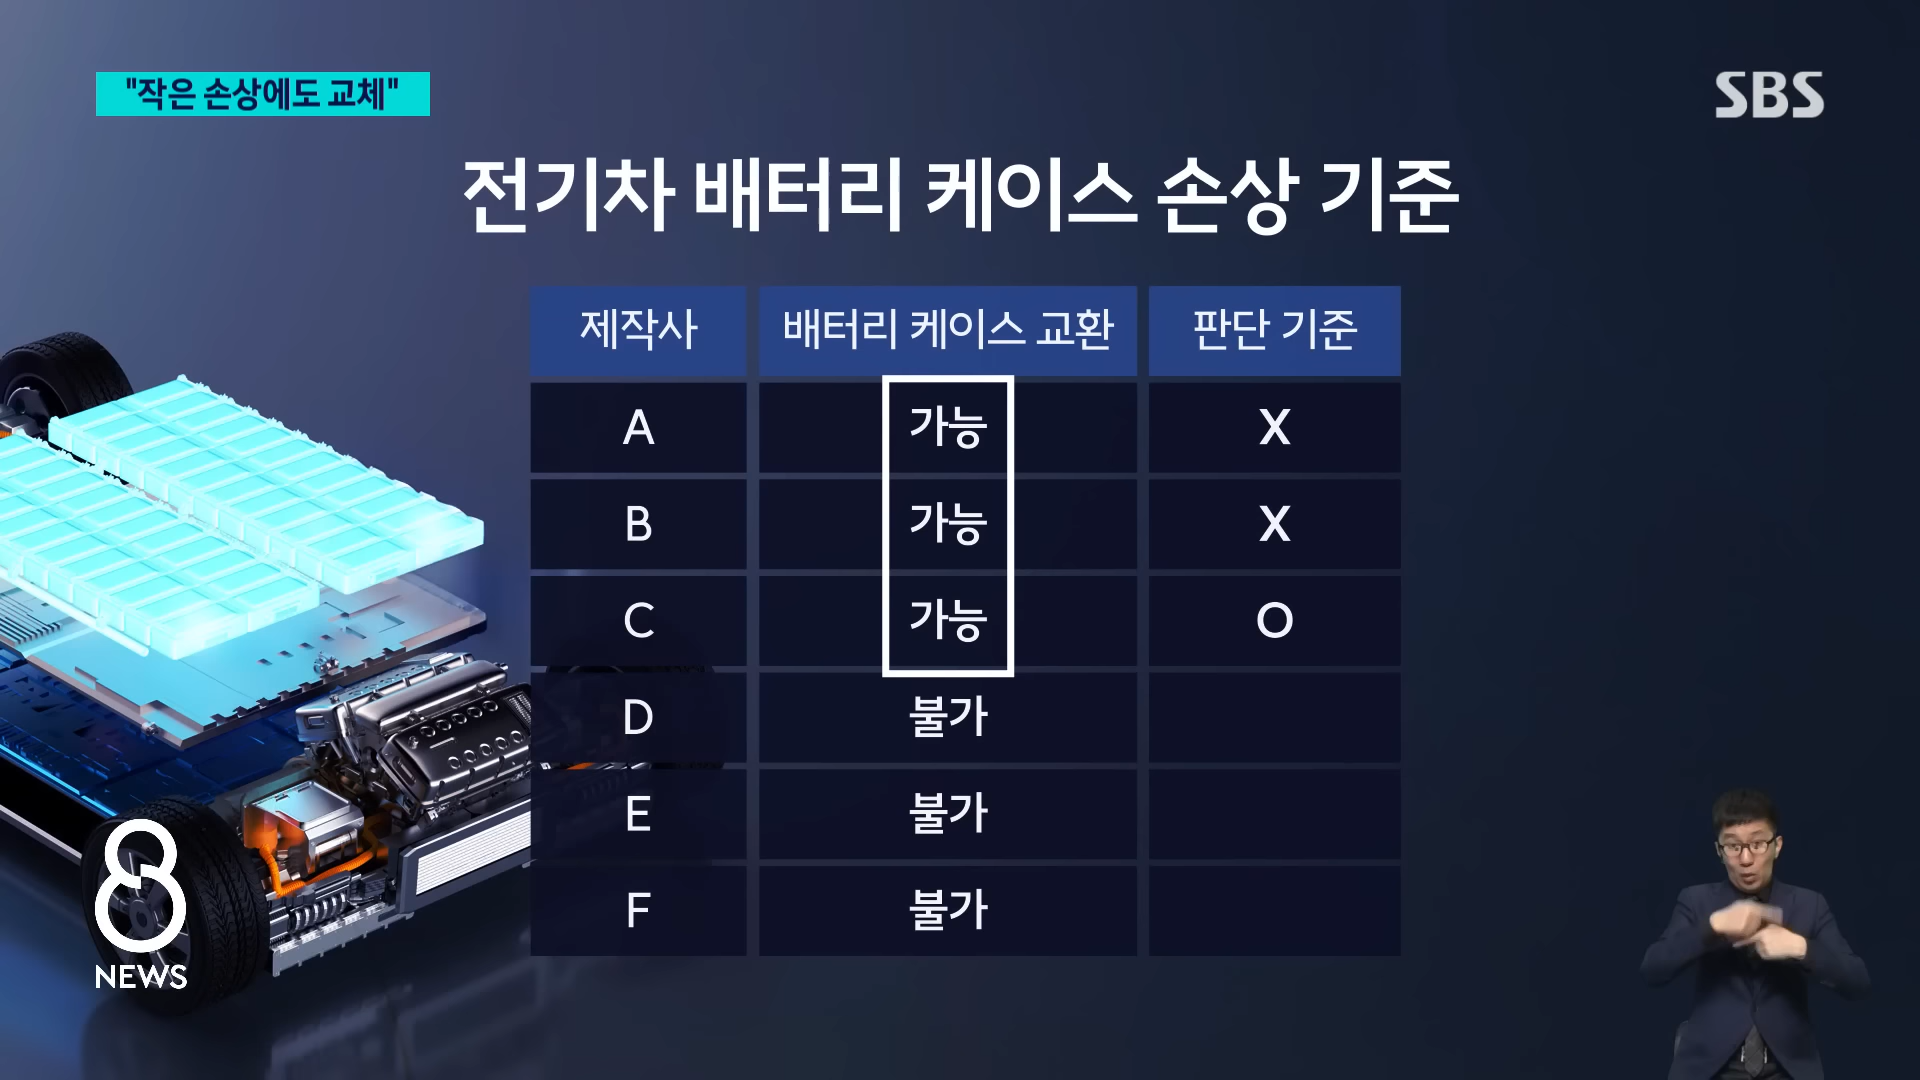 "작은 손상에도 교체"
SBS
전기차 배터리 케이스 손상 기준
제작사 배터리 케이스 교환 판단 기준
A 가능 X
B 가능 X
C 가능 O
D 불가
E 불가
F 불가
8
NEWS